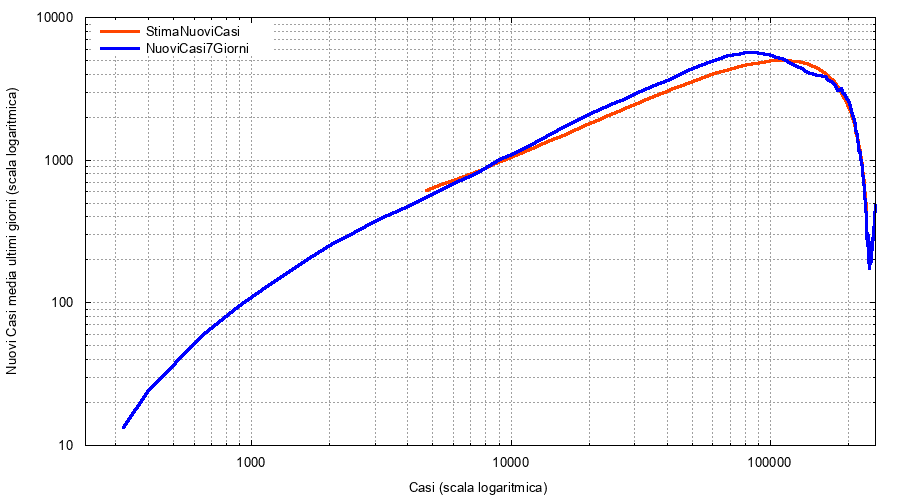 10000
StimaNuoviCasi
NuoviCasi7Giorni
1000
100
10
Nuovi Casi media ultimi giorni (scala logaritmica)
1000
10000
100000
Casi (scala logaritmica)